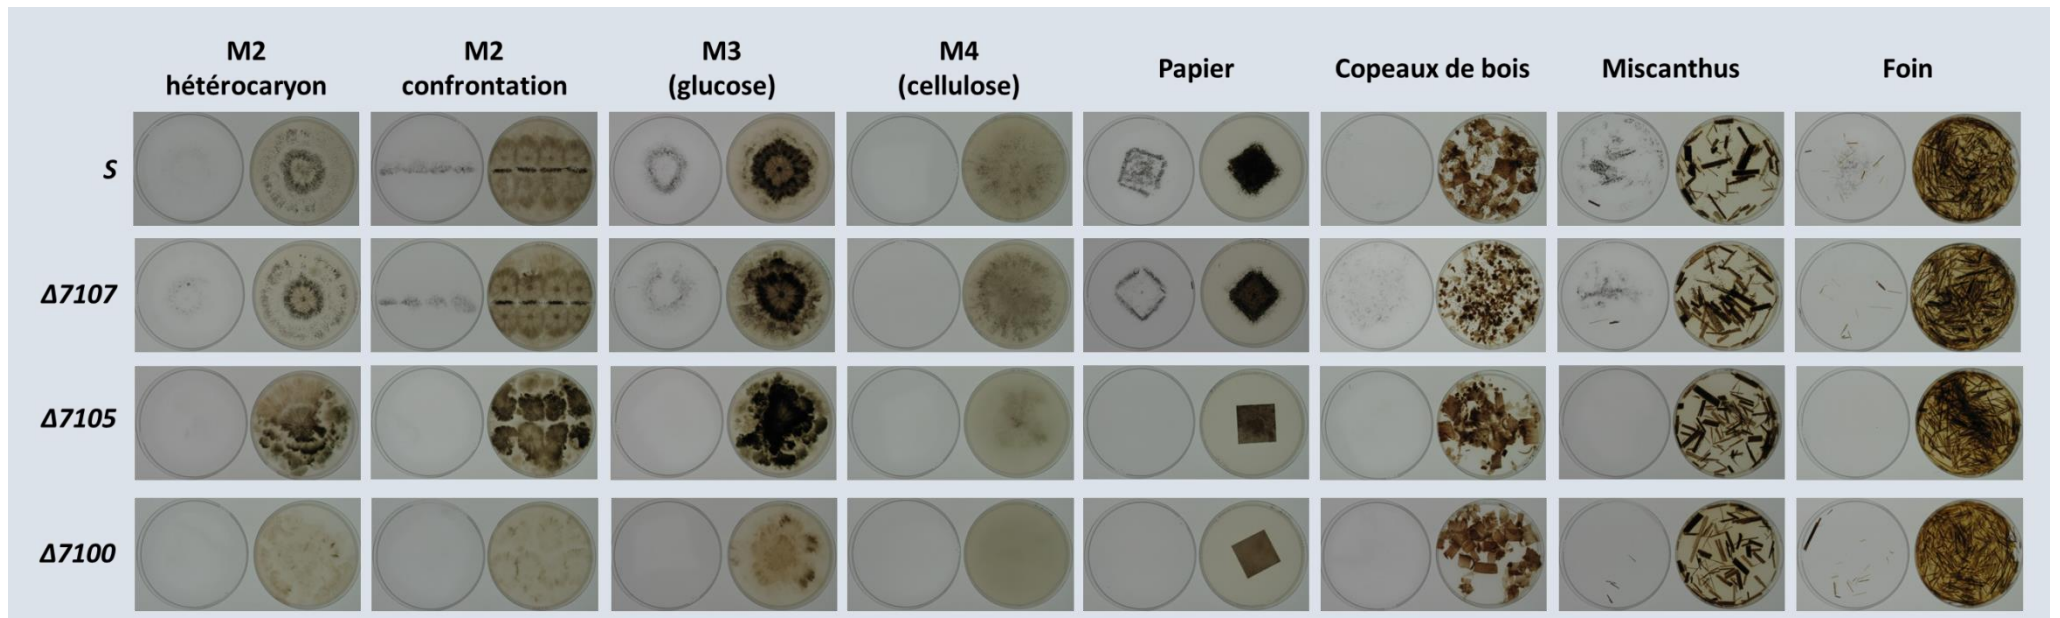 M2
hétérocaryon
M2
confrontation
M3
(glucose)
M4
(cellulose)
Papier
Copeaux de bois
Miscanthus
Foin
S
Δ7107
Δ7105
Δ7100